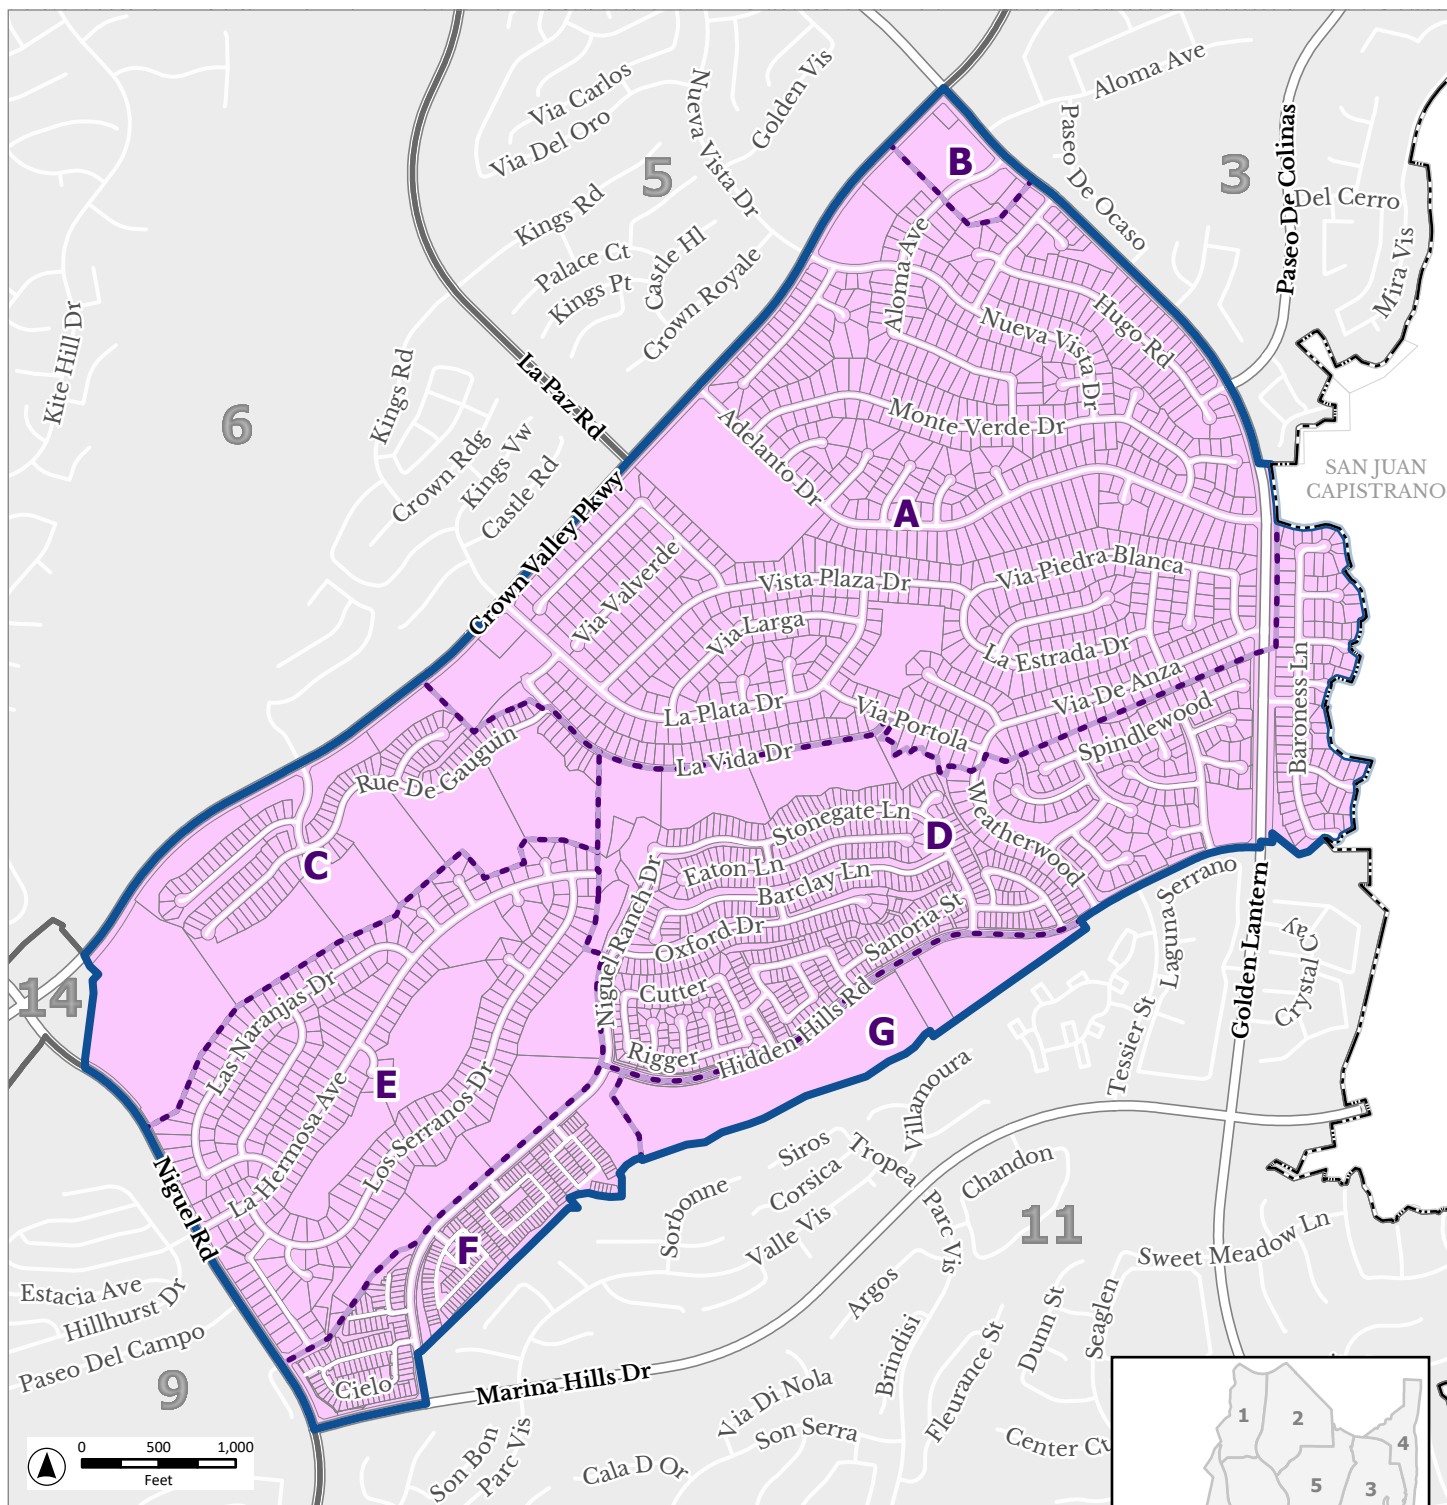 Via Carlos
Via Del Oro
Nueva Vista Dr
Golden Vis
Aloma Ave
Paseo De Ocaso
Paseo De Colinas
Del Cerro
Mira Vis
5
3
B
Kings Rd
Palace Ct
Kings Pt
Castle Hl
Crown Royale
Kite Hill Dr
6
Kings Rd
La Paz Rd
Crown Rdg
Kings Vw
Castle Rd
Crown Valley Pkwy
Aloma Ave
Nueva Vista Dr
Hugo Rd
Monte Verde Dr
Adelanto Dr
A
SAN JUAN
CAPISTRANO
Via Valverde
Vista Plaza Dr
Via Piedra Blanca
Via Larga
La Estrada Dr
La Plata Dr
Via De Anza
Via Portola
Spindlewood
Baroness Ln
La Vida Dr
Rue De Gauguin
Weatherwood
Stonegate Ln
D
Eaton Ln
Barclay Ln
C
Niguel Ranch Dr
Oxford Dr
Sanoria St
Cutter
Rigger
Hidden Hills Rd
G
Laguna Serrano
Golden Lantern
Crystal Cay
Tessier St
14
Las Naranjas Dr
E
La Hermosa Ave
Los Serranos Dr
Niguel Rd
F
Cielo
Villamoura
Siros
Tropea
Corsica
Valle Vis
Sorbonne
Parc Vis
Chandon
11
Sweet Meadow Ln
Argos
Brindisi
Fleurance St
Dunn St
Seaglen
Estacia Ave
Hillhurst Dr
Paseo Del Campo
9
Marina Hills Dr
Via Di Nola
Son Serra
Son Bon
Parc Vis
Cala D Or
Center Ct
0 500 1,000
Feet
1
2
4
5
3